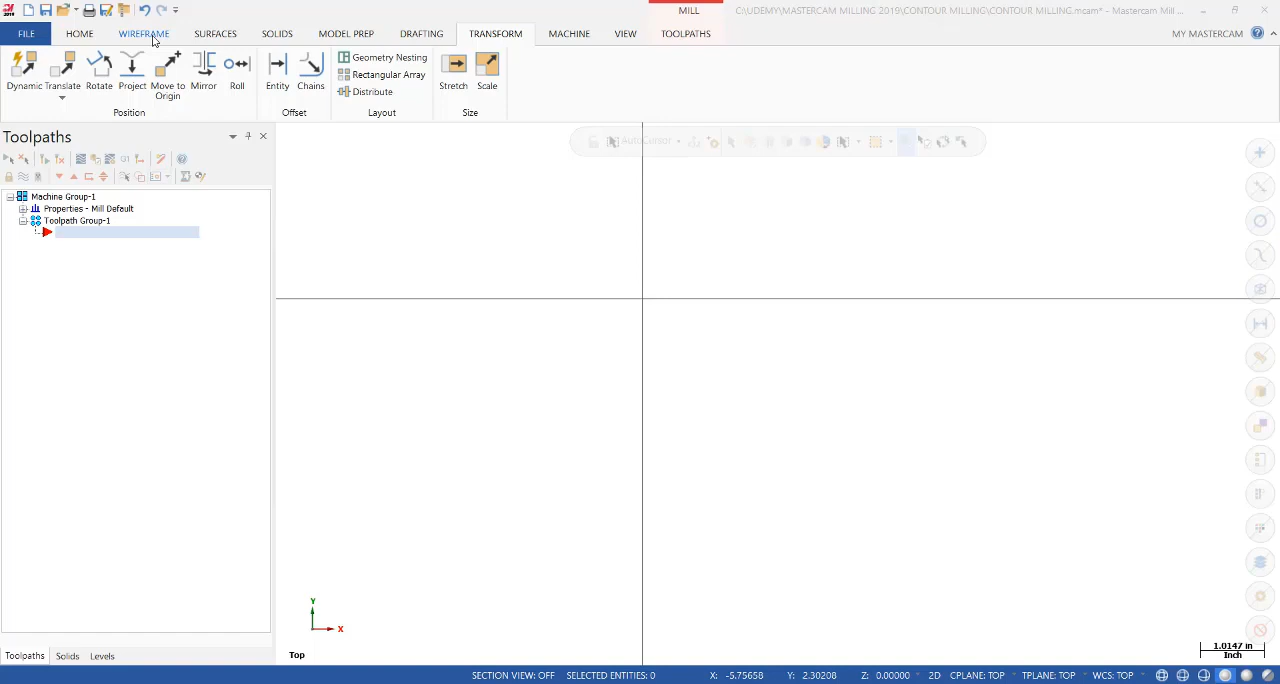 MILL
C:\UDEMY\MASTERCAM MILLING 2019\CONTOUR MILLING\CONTOUR MILLING.mcam* - Mastercam Mill ...
FILE HOME WIREFRAME SURFACES SOLIDS MODEL PREP DRAFTING TRANSFORM MACHINE VIEW TOOLPATHS MY MASTERCAM
Dynamic Translate Rotate Project Move to Origin Mirror Roll
Position
Entity Chains
Offset
Geometry Nesting
Rectangular Array
Distribute
Layout
Stretch Scale
Size
Toolpaths
AutoCursor
Machine Group-1
Properties - Mill Default
Toolpath Group-1
Y
X
Top
1.0147 in
Inch
Toolpaths Solids Levels
SECTION VIEW: OFF SELECTED ENTITIES: 0 X: -5.75658 Y: 2.30208 Z: 0.00000 2D CPLANE: TOP TPLANE: TOP WCS: TOP